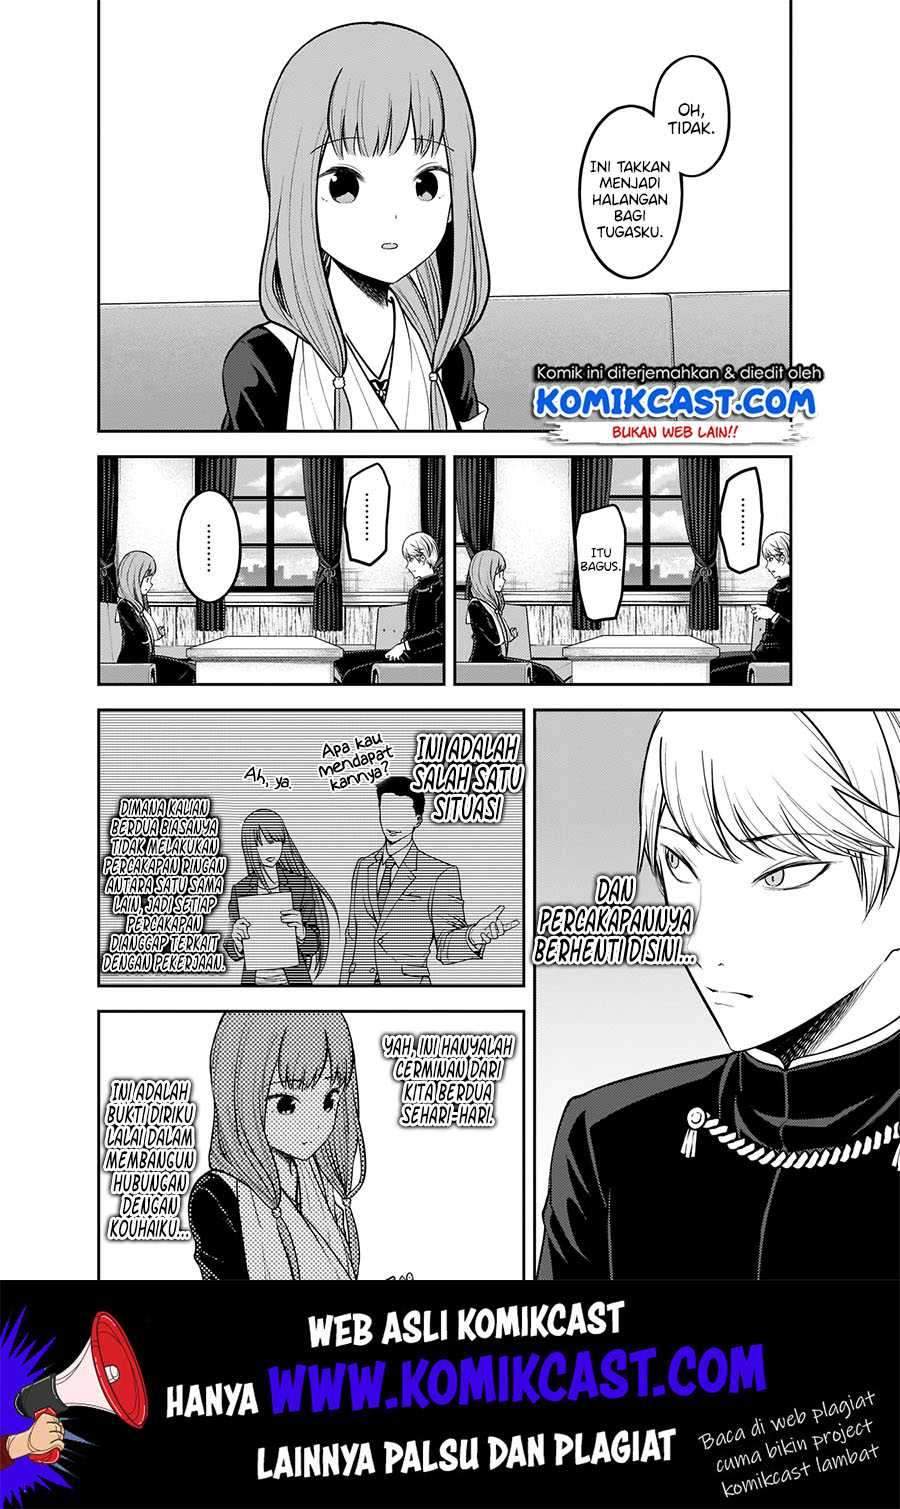 OH,
TIDAK.
INI TAKKAN
MENJADI
HALANGAN
BAGI
TUGASKU.
Komik ini diterjemahkan & diedit oleh
KOMIKCAST.COM
BUKAN WEB LAIN!!
........
ITU
BAGUS.
........
........
DAN
PERCAKAPANNYA
BERHENTI DISINI...
INI ADALAH
SALAH SATU
SITUASI
Apa kau
mendapat
kannya?
Ah, ya.
DIMANA KALIAN
BERDUA BIASANYA
TIDAK MELAKUKAN
PERCAKAPAN RINGAN
ANTARA SATU SAMA
LAIN, JADI SETIAP
PERCAKAPAN
DIANGGAP TERKAIT
DENGAN PEKERJAAN.
YAH, INI HANYALAH
CERMINAN DARI
KITA BERDUA
SEHARI-HARI.
INI ADALAH
BUKTI DIRIKU
LALAI DALAM
MEMBANGUN
HUBUNGAN
DENGAN
KOUHAIKU...
WEB ASLI KOMIKCAST
HANYA WWW.KOMIKCAST.COM
LAINNYA PALSU DAN PLAGIAT
Baca di web plagiat
cuma bikin project
komikcast lambat